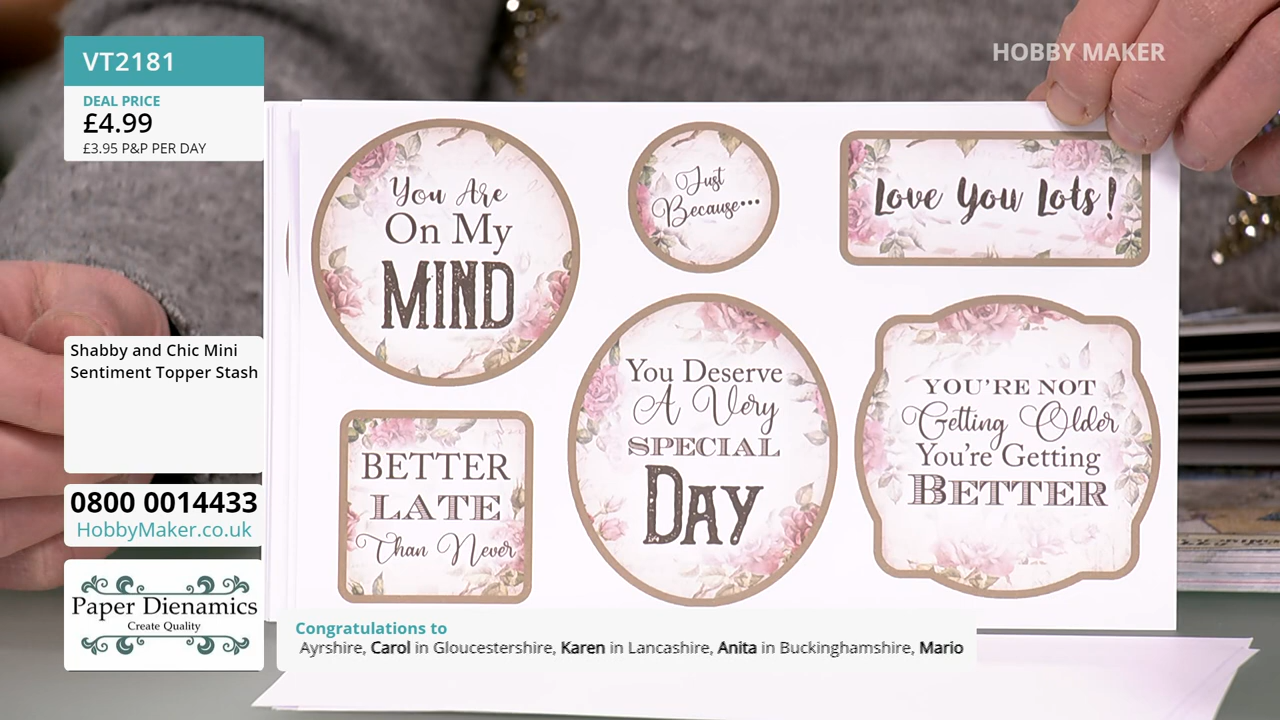 VT2181
DEAL PRICE
£4.99
£3.95 P&P PER DAY
HOBBY MAKER
You Are
On My
MIND
Just
Because...
Love You Lots!
BETTER
LATE
Than Never
You Deserve
A Very
SPECIAL
DAY
YOU'RE NOT
Getting Older
You're Getting
BETTER
Shabby and Chic Mini
Sentiment Topper Stash
0800 0014433
HobbyMaker.co.uk
Paper Dienamics
Create Quality
Congratulations to
Ayrshire, Carol in Gloucestershire, Karen in Lancashire, Anita in Buckinghamshire, Mario